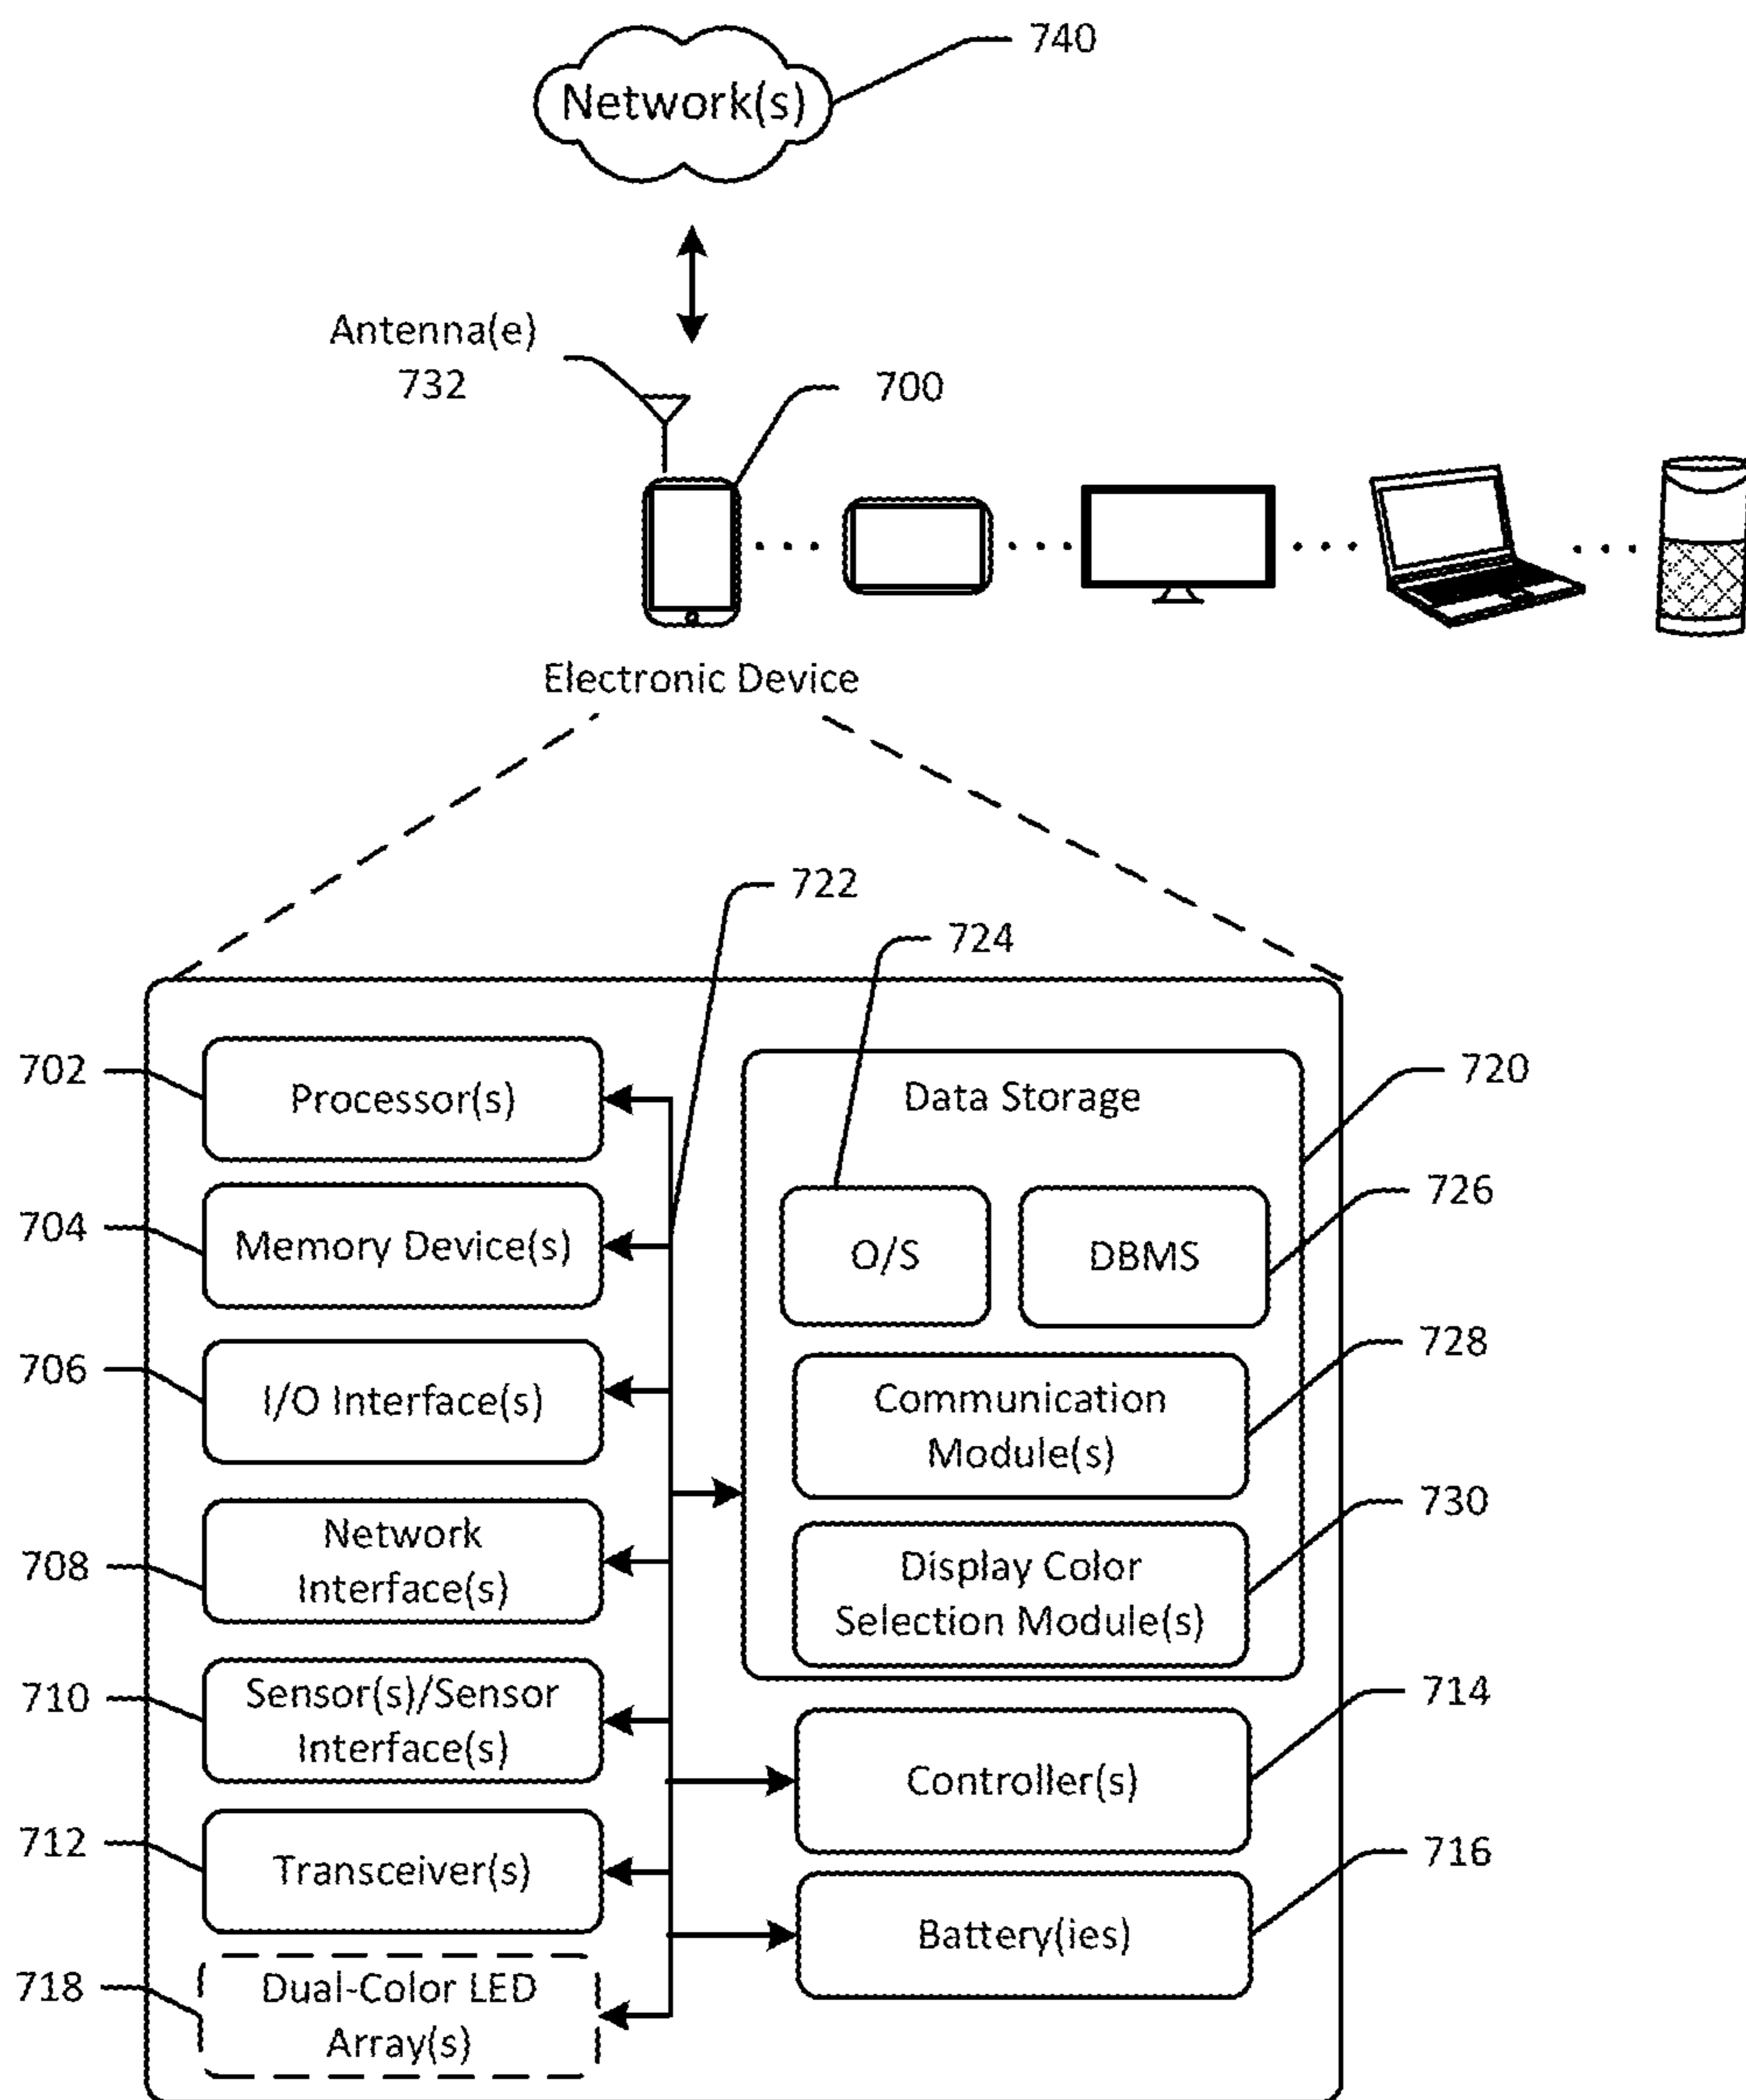 740
Network(s)
Antenna(e)
732
700
Electronic Device
722
724
702
Processor(s)
Data Storage
720
704
Memory Device(s)
O/S
DBMS
726
706
I/O Interface(s)
Communication
Module(s)
728
708
Network
Interface(s)
Display Color
Selection Module(s)
730
710
Sensor(s)/Sensor
Interface(s)
Controller(s)
714
712
Transceiver(s)
Battery(ies)
716
718
Dual-Color LED
Array(s)